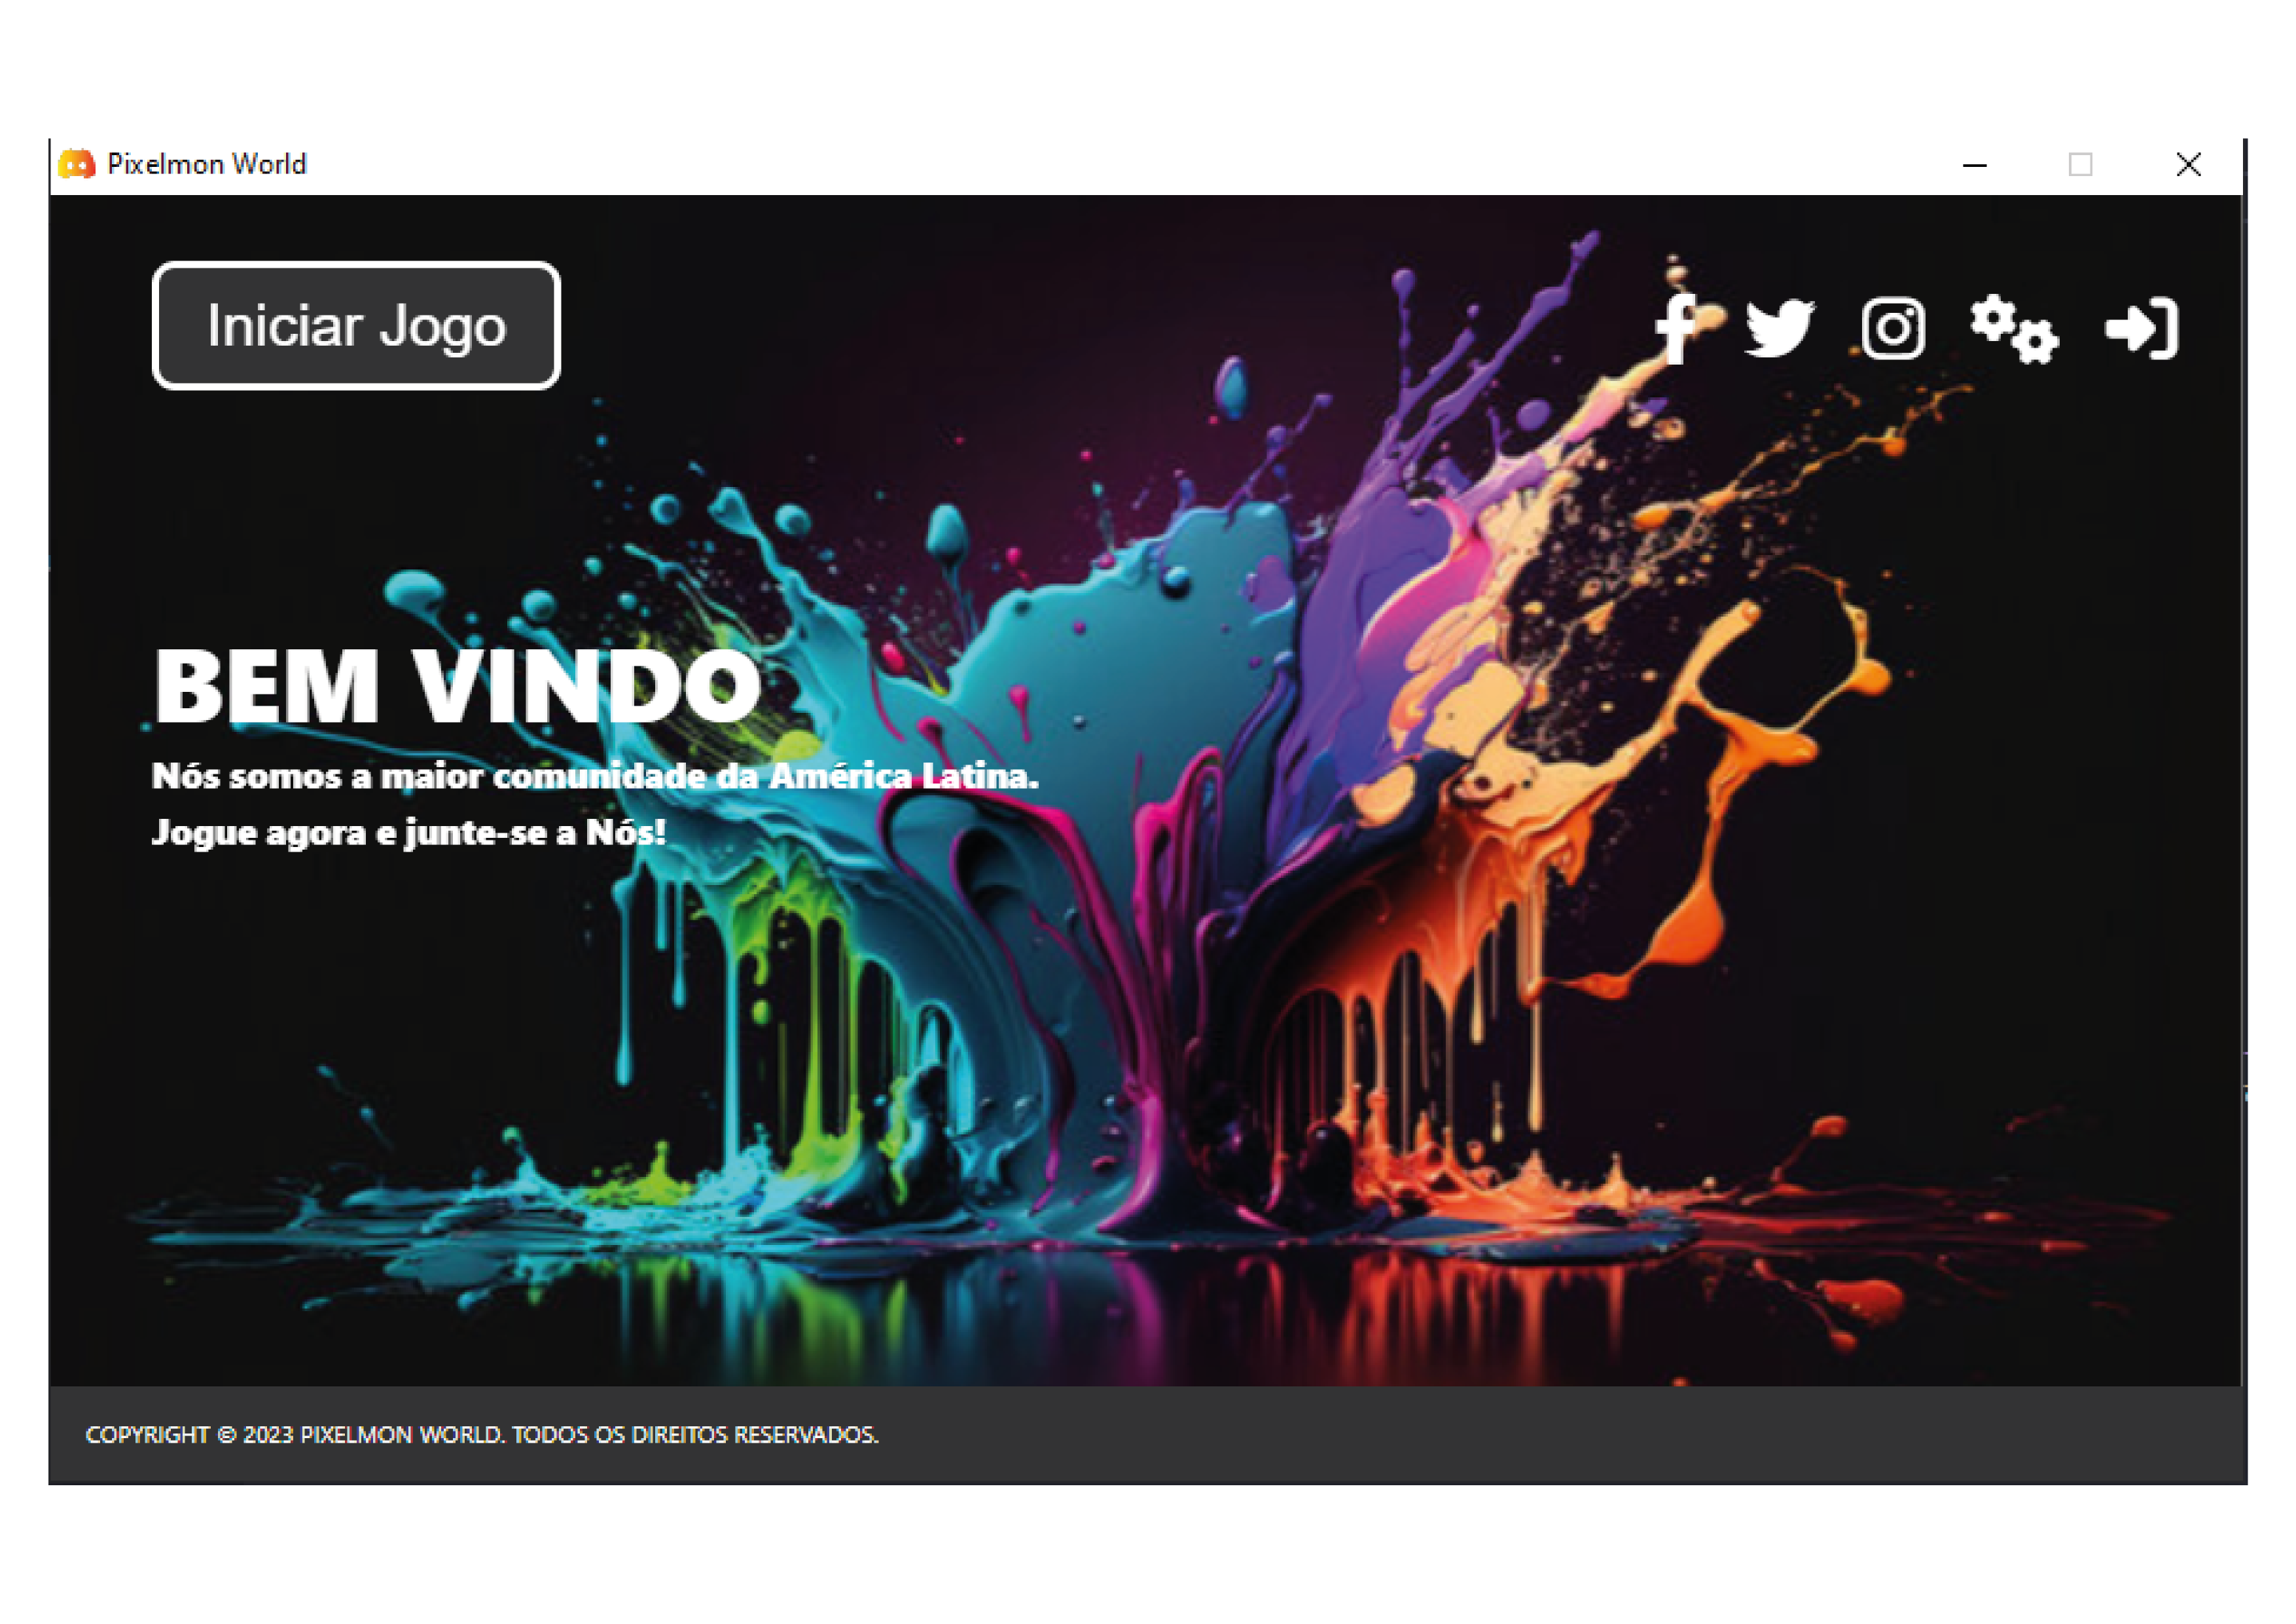 Pixelmon World
Iniciar Jogo
BEM VINDO
Nós somos a maior comunidade da América Latina.
Jogue agora e junte-se a Nós!
COPYRIGHT © 2023 PIXELMON WORLD. TODOS OS DIREITOS RESERVADOS.